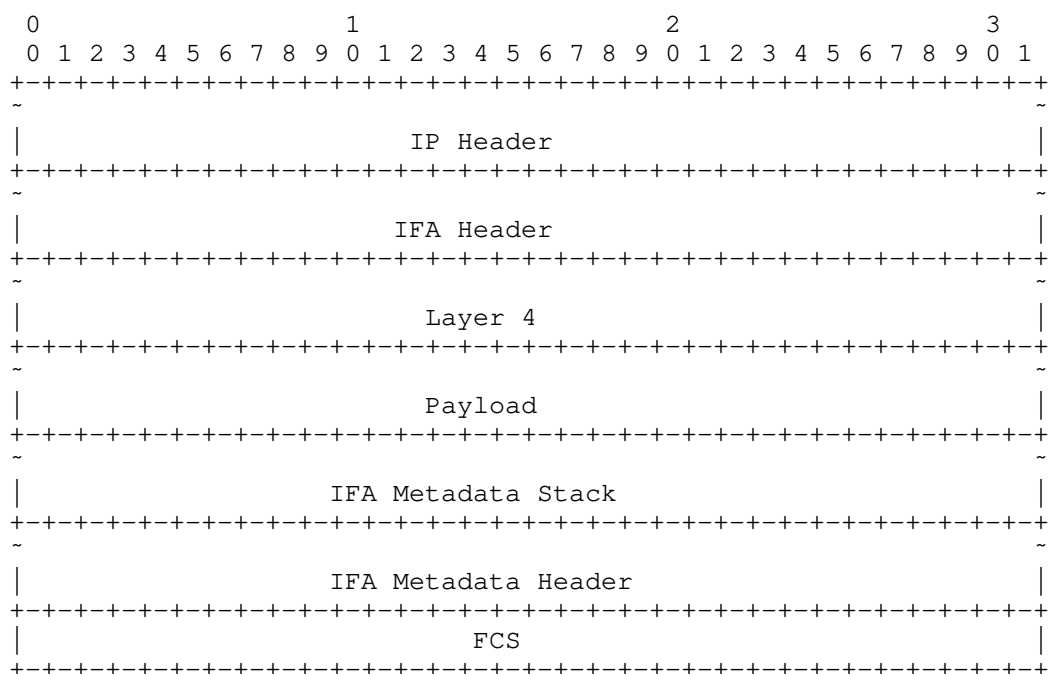 0                   1                   2                   3
 0 1 2 3 4 5 6 7 8 9 0 1 2 3 4 5 6 7 8 9 0 1 2 3 4 5 6 7 8 9 0 1
+-+-+-+-+-+-+-+-+-+-+-+-+-+-+-+-+-+-+-+-+-+-+-+-+-+-+-+-+-+-+-+-+
~                                                               ~
|                        IP Header                              |
+-+-+-+-+-+-+-+-+-+-+-+-+-+-+-+-+-+-+-+-+-+-+-+-+-+-+-+-+-+-+-+-+
~                                                               ~
|                       IFA Header                              |
+-+-+-+-+-+-+-+-+-+-+-+-+-+-+-+-+-+-+-+-+-+-+-+-+-+-+-+-+-+-+-+-+
~                                                               ~
|                         Layer 4                               |
+-+-+-+-+-+-+-+-+-+-+-+-+-+-+-+-+-+-+-+-+-+-+-+-+-+-+-+-+-+-+-+-+
~                                                               ~
|                         Payload                               |
+-+-+-+-+-+-+-+-+-+-+-+-+-+-+-+-+-+-+-+-+-+-+-+-+-+-+-+-+-+-+-+-+
~                                                               ~
|                   IFA Metadata Stack                          |
+-+-+-+-+-+-+-+-+-+-+-+-+-+-+-+-+-+-+-+-+-+-+-+-+-+-+-+-+-+-+-+-+
~                                                               ~
|                   IFA Metadata Header                         |
+-+-+-+-+-+-+-+-+-+-+-+-+-+-+-+-+-+-+-+-+-+-+-+-+-+-+-+-+-+-+-+-+
|                            FCS                                |
+-+-+-+-+-+-+-+-+-+-+-+-+-+-+-+-+-+-+-+-+-+-+-+-+-+-+-+-+-+-+-+-+